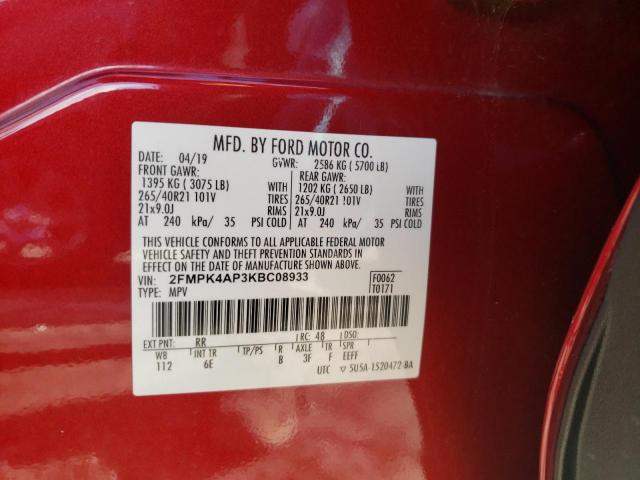 MFD. BY FORD MOTOR CO.
DATE: 04/19 GVWR: 2586 KG ( 5700 LB)
FRONT GAWR: REAR GAWR:
1395 KG ( 3075 LB) 1202 KG ( 2650 LB)
265/40R21 101V TIRES 265/40R21 101V TIRES
21x9.0J RIMS 21x9.0J RIMS
AT 240 kPa/ 35 PSI COLD AT 240 kPa/ 35 PSI COLD
THIS VEHICLE CONFORMS TO ALL APPLICABLE FEDERAL MOTOR
VEHICLE SAFETY AND THEFT PREVENTION STANDARDS IN
EFFECT ON THE DATE OF MANUFACTURE SHOWN ABOVE.
VIN: 2FMPK4AP3KBC08933 F0062
TYPE: MPV T0171
EXT PNT: RR RC: 48 DSO:
WB INT TR TP/PS R AXLE TR SPR
112 6E B 3F F EEFF
UTC ▽ 5U5A-1520472-BA